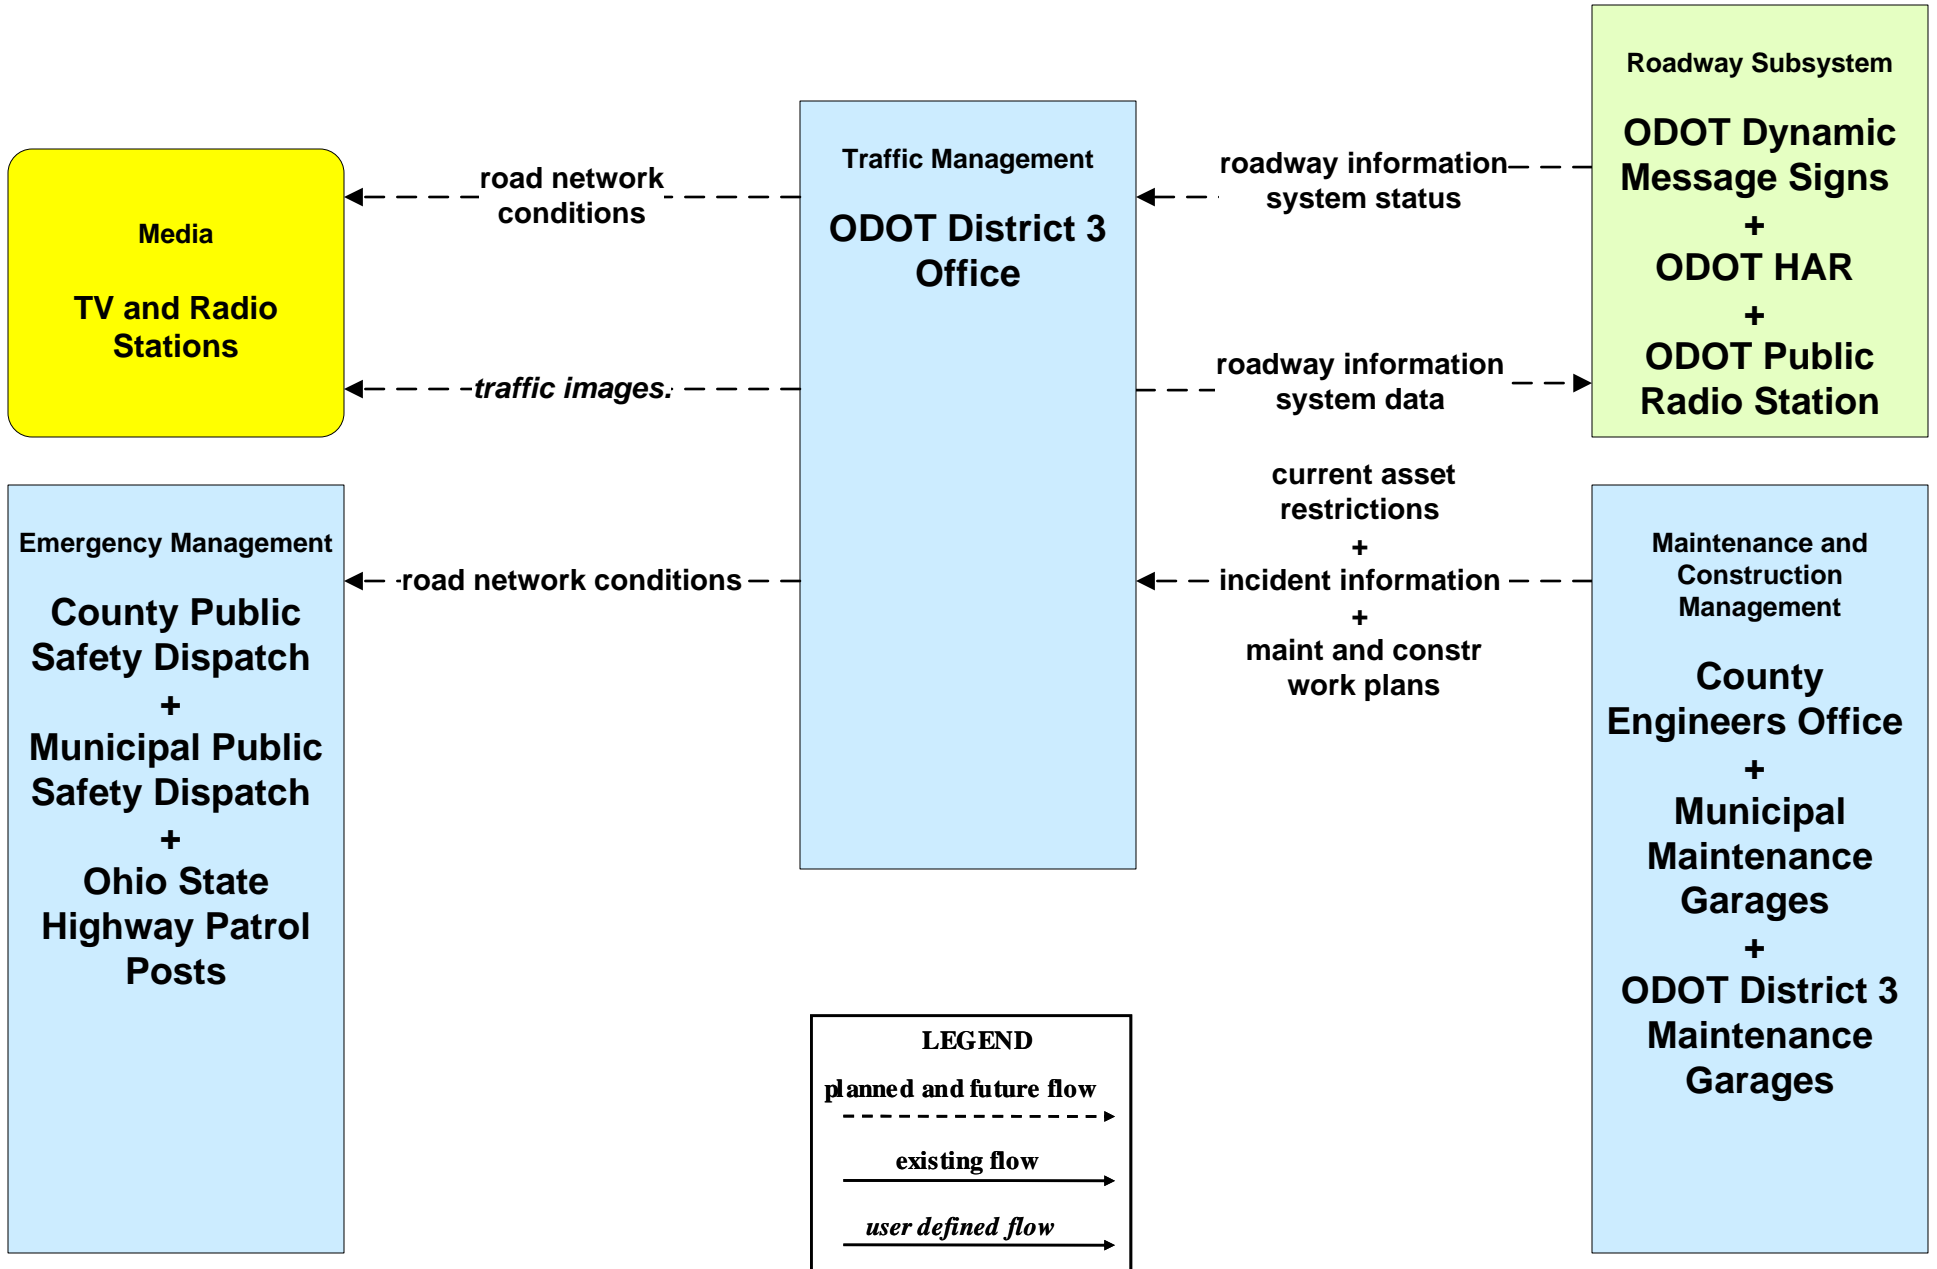 Media
TV and Radio
Stations
road network
conditions
traffic images.
Emergency Management
County Public
Safety Dispatch
+
Municipal Public
Safety Dispatch
+
Ohio State
Highway Patrol
Posts
road network conditions
Traffic Management
ODOT District 3
Office
roadway information
system status
roadway information
system data
current asset
restrictions
+
incident information
+
maint and constr
work plans
Roadway Subsystem
ODOT Dynamic
Message Signs
+
ODOT HAR
+
ODOT Public
Radio Station
Maintenance and
Construction
Management
County
Engineers Office
+
Municipal
Maintenance
Garages
+
ODOT District 3
Maintenance
Garages
LEGEND
planned and future flow
existing flow
user defined flow